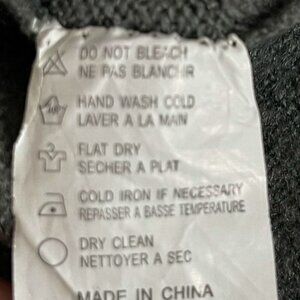 DO NOT BLEACH
NE PAS BLANCHIR
HAND WASH COLD
LAVER A LA MAIN
FLAT DRY
SECHER A PLAT
COLD IRON IF NECESSARY
REPASSER A BASSE TEMPERATURE
DRY CLEAN
NETTOYER A SEC
MADE IN CHINA